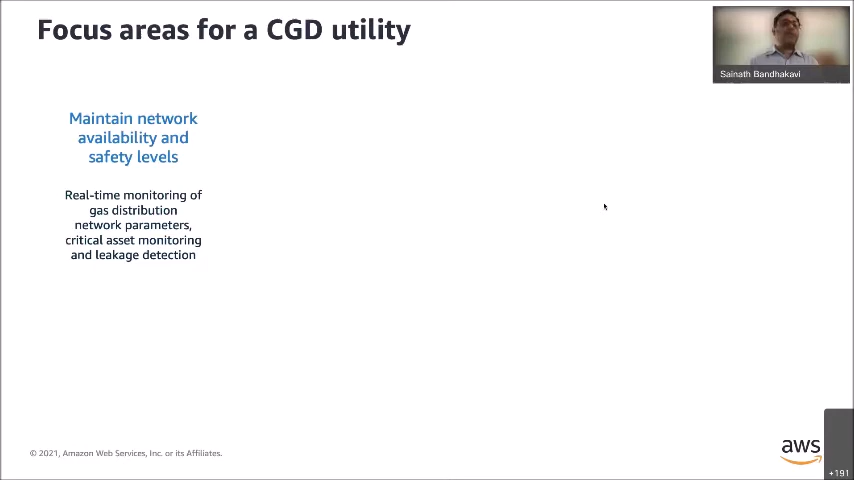 Focus areas for a CGD utility
Sainath Bandhakavi
Maintain network
availability and
safety levels
Real-time monitoring of
gas distribution
network parameters,
critical asset monitoring
and leakage detection
© 2021, Amazon Web Services, Inc. or its Affiliates.
aws
+191